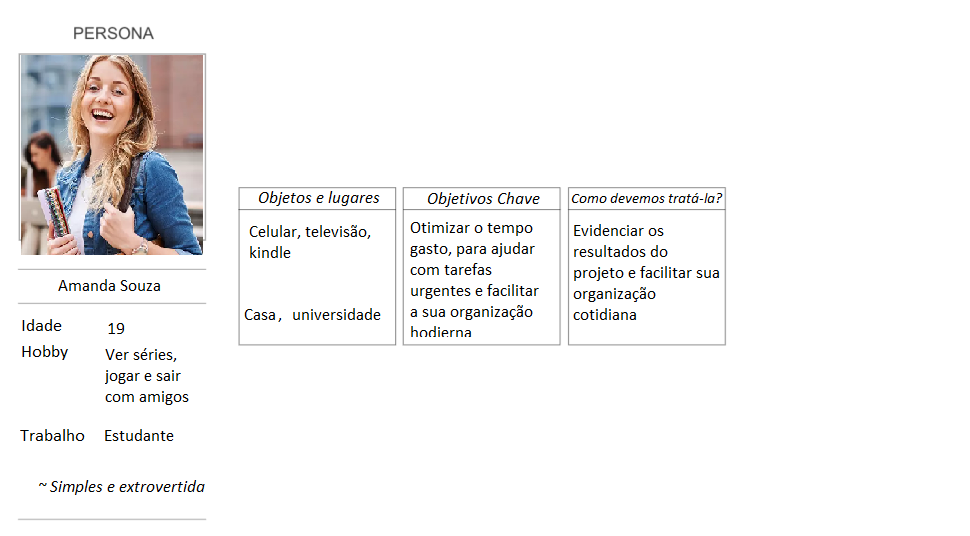 PERSONA
Amanda Souza
Idade 19
Hobby Ver séries,
jogar e sair
com amigos
Trabalho Estudante
~ Simples e extrovertida
Objetos e lugares
Celular, televisão,
kindle
Casa, universidade
Objetivos Chave
Otimizar o tempo
gasto, para ajudar
com tarefas
urgentes e facilitar
a sua organização
hodierna
Como devemos tratá-la?
Evidenciar os
resultados do
projeto e facilitar sua
organização
cotidiana